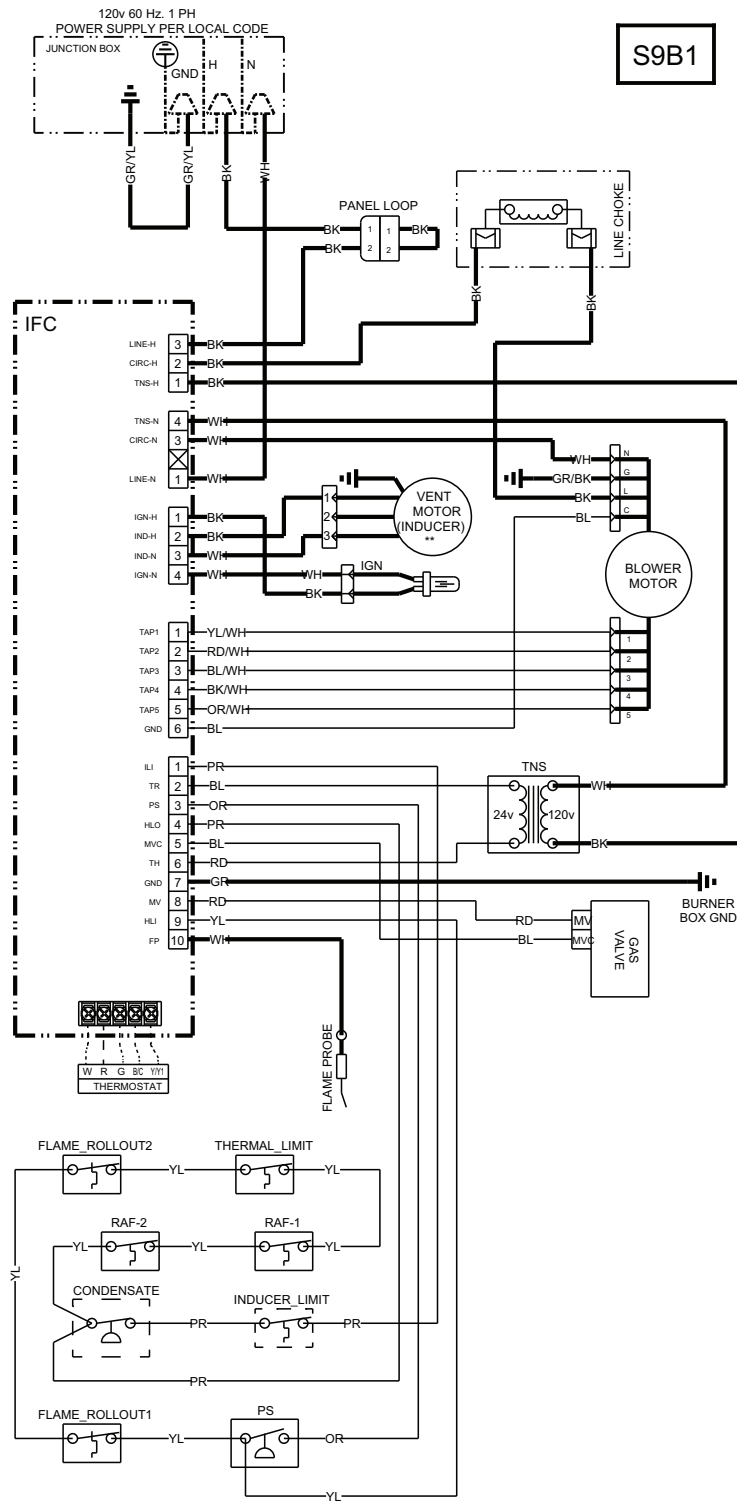 120v 60 Hz. 1 PH
POWER SUPPLY PER LOCAL CODE
JUNCTION BOX
GND
H
N
S9B1
GR/YL
GR/YL
BK
WH
PANEL LOOP
BK 1 1 BK
BK 2 2
LINE CHOKE
BK
BK
IFC
LINE-H 3 BK
CIRC-H 2 BK
TNS-H 1 BK
TNS-N 4 WH
CIRC-N 3 WH
LINE-N 1 WH
IGN-H 1 BK
IND-H 2 BK
IND-N 3 WH
IGN-N 4 WH
1
2
3
VENT
MOTOR
(INDUCER)
**
IGN
WH
BK
WH N
GR/BK G
BK L
BL C
BLOWER
MOTOR
TAP1 1 YL/WH 1
TAP2 2 RD/WH 2
TAP3 3 BL/WH 3
TAP4 4 BK/WH 4
TAP5 5 OR/WH 5
GND 6 BL
ILI 1 PR
TR 2 BL
PS 3 OR
HLO 4 PR
MVC 5 BL
TH 6 RD
GND 7 GR
MV 8 RD
HLI 9 YL
FP 10 WH
TNS
24v 120v
WH
BK
BURNER
BOX GND
RD MV
BL MVC
GAS
VALVE
FLAME PROBE
W R G B/C Y/Y1
THERMOSTAT
FLAME_ROLLOUT2
THERMAL_LIMIT
YL
YL
RAF-2
RAF-1
YL
YL
YL
YL
CONDENSATE
INDUCER_LIMIT
PR
PR
PR
FLAME_ROLLOUT1
PS
YL
OR
YL